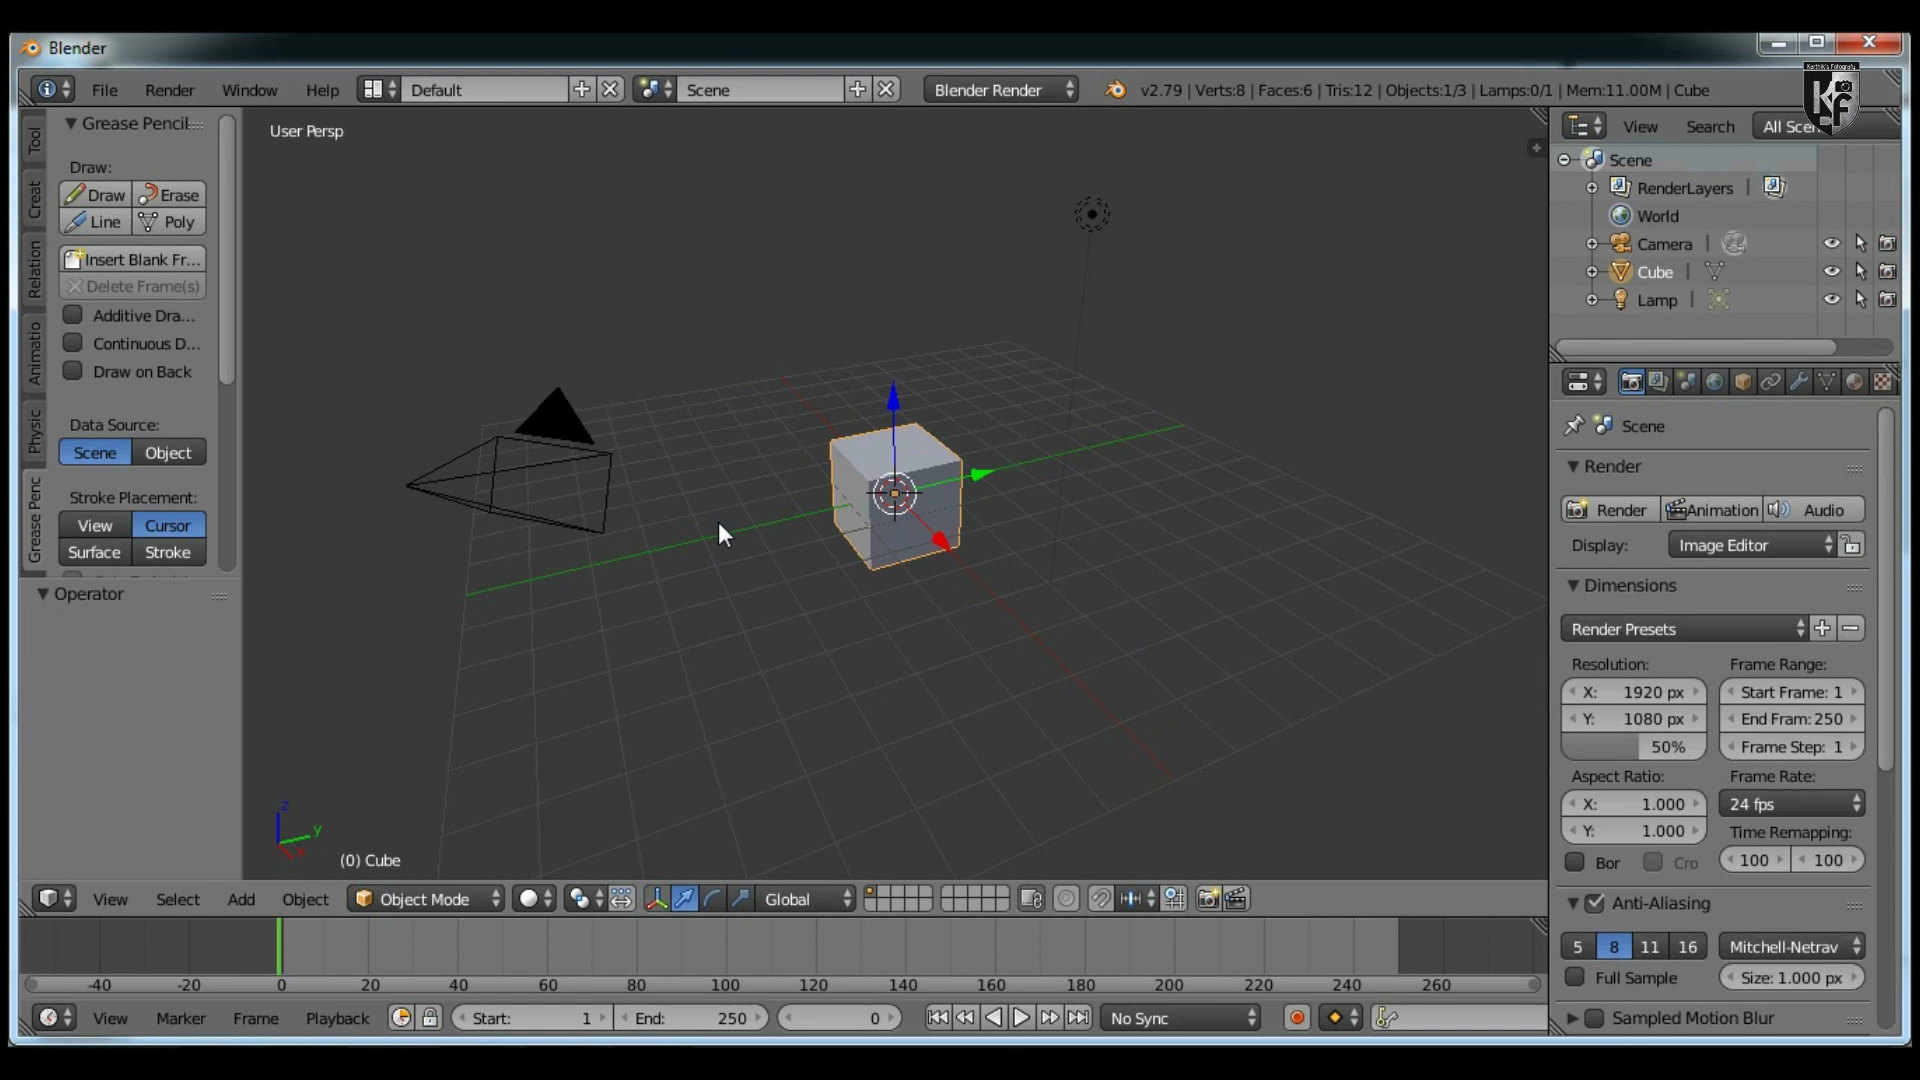 Blender
File Render Window Help Default Scene Blender Render v2.79 | Verts:8 | Faces:6 | Tris:12 | Objects:1/3 | Lamps:0/1 | Mem:11.00M | Cube
Karthik's Fotografy
KF
Tool
Creat
Relation
Animatio
Physic
Grease Penc
Grease Pencil
Draw:
Draw Erase
Line Poly
Insert Blank Fr...
Delete Frame(s)
Additive Dra...
Continuous D...
Draw on Back
Data Source:
Scene Object
Stroke Placement:
View Cursor
Surface Stroke
Operator
User Persp
z
y
x
(0) Cube
View Search All Scen
Scene
RenderLayers |
World
Camera |
Cube |
Lamp |
Scene
Render
Render Animation Audio
Display: Image Editor
Dimensions
Render Presets
Resolution: Frame Range:
X: 1920 px Start Frame: 1
Y: 1080 px End Fram: 250
50% Frame Step: 1
Aspect Ratio: Frame Rate:
X: 1.000 24 fps
Y: 1.000 Time Remapping:
Bor Cro 100 100
Anti-Aliasing
5 8 11 16 Mitchell-Netrav
Full Sample Size: 1.000 px
Sampled Motion Blur
View Select Add Object Object Mode Global
-40 -20 0 20 40 60 80 100 120 140 160 180 200 220 240 260
View Marker Frame Playback Start: 1 End: 250 0 No Sync